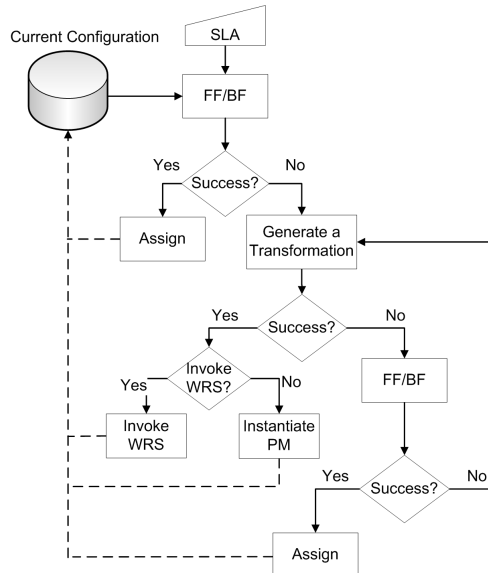 Current Configuration
SLA
FF/BF
Yes
No
Success?
Assign
Generate a
Transformation
Yes
No
Success?
Invoke
WRS?
Yes
No
FF/BF
Invoke
WRS
Instantiate
PM
Yes
No
Success?
Assign